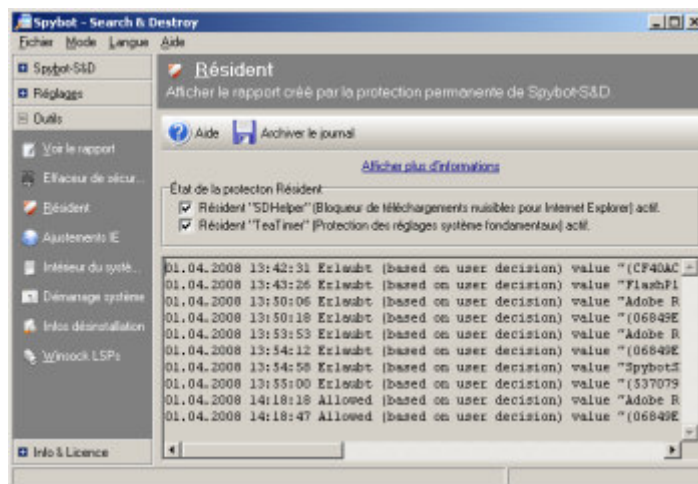 Spybot - Search & Destroy
Fichier Mode Langue Aide
Spybot-S&D
Réglages
Outils
Voir le rapport
Effaceur de sécur...
Résident
Ajustements IE
Intérieur du systè...
Démarrage système
Infos désinstallation
Winsock LSPs
Info & Licence
Résident
Afficher le rapport créé par la protection permanente de Spybot-S&D
Aide Archiver le journal
Afficher plus d'informations
État de la protection Résident
Résident "SDHelper" (Bloqueur de téléchargements nuisibles pour Internet Explorer) actif.
Résident "TeaTimer" (Protection des réglages système fondamentaux) actif.
01.04.2008 13:42:31 Erlaubt (based on user decision) value "(CF40AC
01.04.2008 13:43:26 Erlaubt (based on user decision) value "FlashPl
01.04.2008 13:50:06 Erlaubt (based on user decision) value "Adobe R
01.04.2008 13:50:18 Erlaubt (based on user decision) value "(06849E
01.04.2008 13:53:53 Erlaubt (based on user decision) value "Adobe R
01.04.2008 13:54:12 Erlaubt (based on user decision) value "(06849E
01.04.2008 13:54:58 Erlaubt (based on user decision) value "SpybotS
01.04.2008 13:55:00 Erlaubt (based on user decision) value "(537079
01.04.2008 14:18:18 Allowed (based on user decision) value "Adobe R
01.04.2008 14:18:47 Allowed (based on user decision) value "(06849E